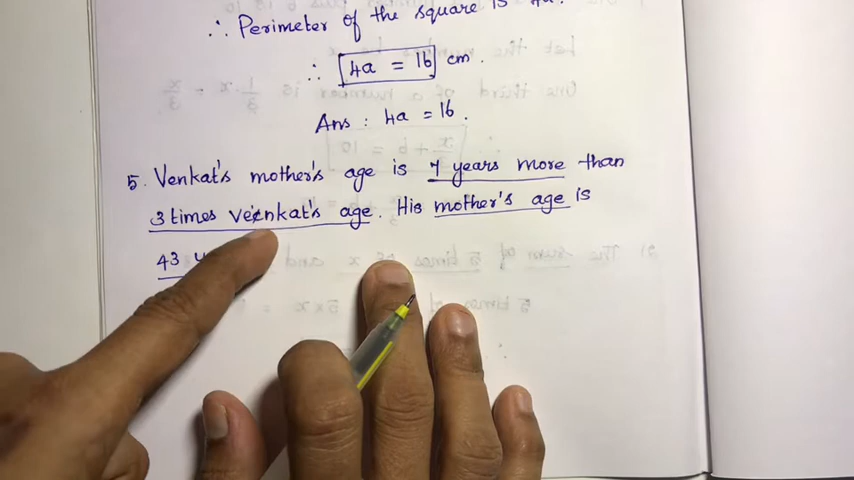 ∴ Perimeter of the square is 4a.
∴ 4a = 16 cm.
Ans : 4a = 16.
5. Venkat's mother's age is 7 years more than
3 times Venkat's age. His mother's age is
43